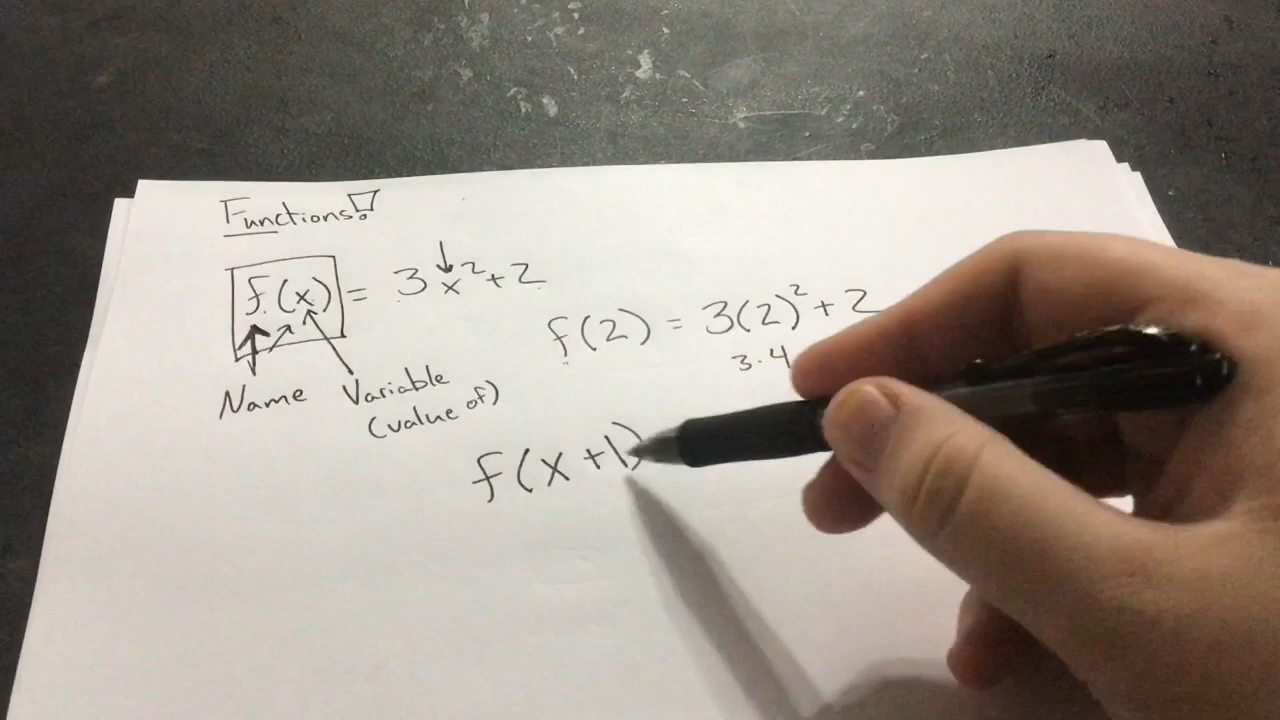 Functions!
f(x) = 3x²+2
f(2) = 3(2)²+2
3·4
Name Variable
(value of)
f(x+1)